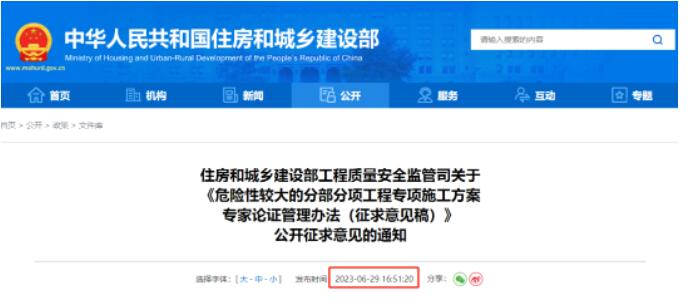 中华人民共和国住房和城乡建设部
Ministry of Housing and Urban-Rural Development of the People's Republic of China
www.mohurd.gov.cn
请输入搜索的内容
首页 机构 新闻 公开 服务 互动 专题
首页 > 公开 > 政策 > 文件库
住房和城乡建设部工程质量安全监管司关于
《危险性较大的分部分项工程专项施工方案
专家论证管理办法（征求意见稿）》
公开征求意见的通知
选择字体：[大 - 中 - 小] 发布时间: 2023-06-29 16:51:20 分享：